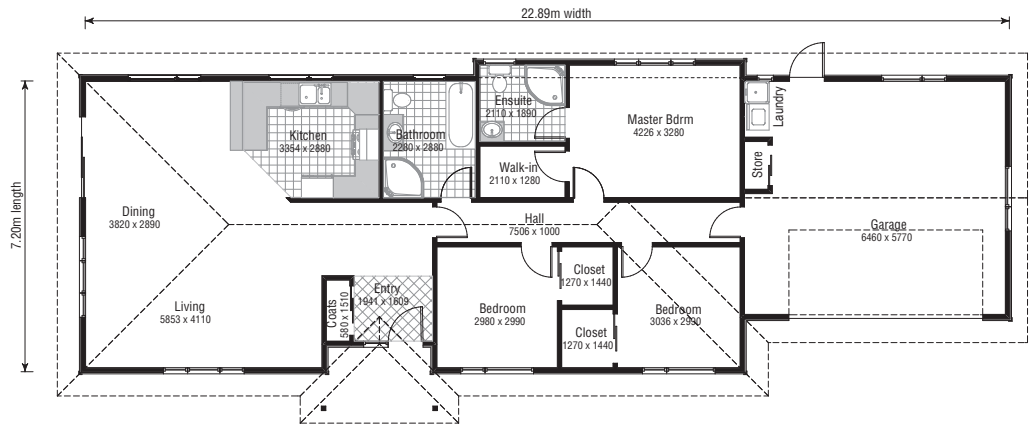 22.89m width
7.20m length
Kitchen
3354 x 2880
Bathroom
2280 x 2880
Ensuite
2110 x 1890
Walk-in
2110 x 1280
Master Bdrm
4226 x 3280
Laundry
Store
Garage
6460 x 5770
Dining
3820 x 2890
Hall
7506 x 1000
Living
5853 x 4110
Coats
580 x 1510
Entry
1941 x 1609
Bedroom
2980 x 2990
Closet
1270 x 1440
Closet
1270 x 1440
Bedroom
3036 x 2990